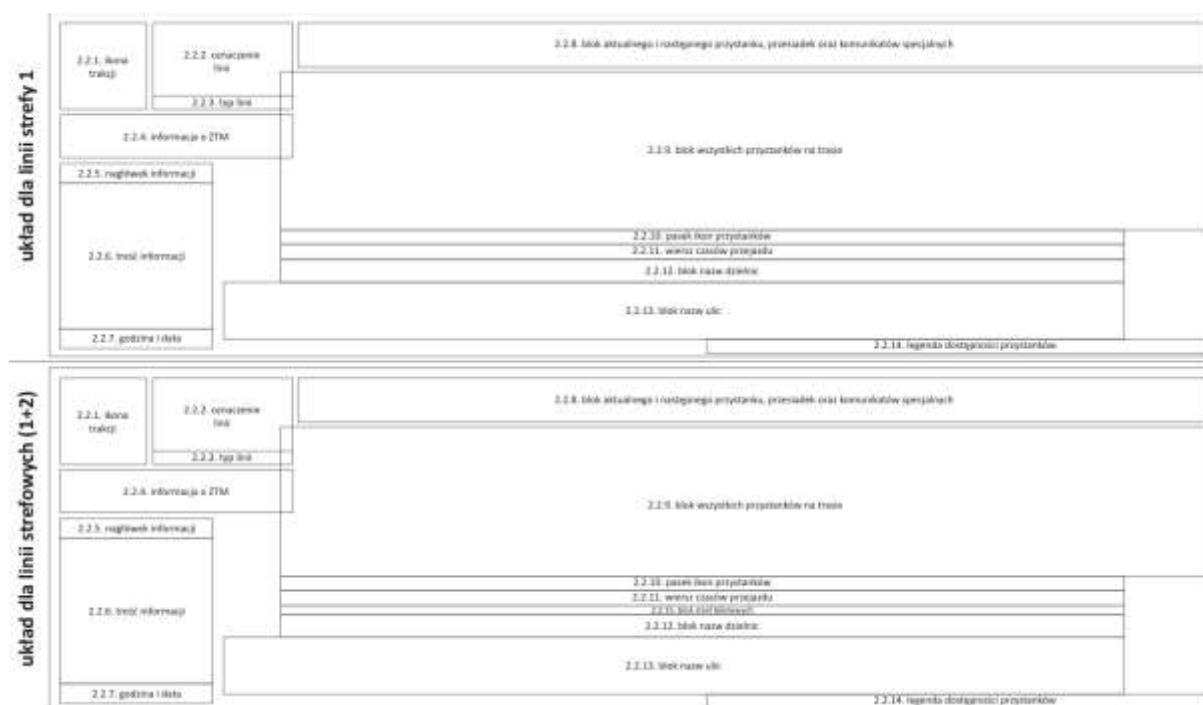 układ dla linii strefy 1
2.2.1. ikona
trakcji
2.2.2. oznaczenie
linii
2.2.3. typ linii
2.2.4. informacja o ZTM
2.2.5. nagłówek informacji
2.2.6. treść informacji
2.2.7. godzina i data
2.2.8. blok aktualnego i następnego przystanku, przesiadek oraz komunikatów specjalnych
2.2.9. blok wszystkich przystanków na trasie
2.2.10. pasek ikon przystanków
2.2.11. wiersz czasów przejazdu
2.2.12. blok nazw dzielnic
2.2.13. blok nazw ulic
2.2.14. legenda dostępności przystanków
układ dla linii strefowych (1+2)
2.2.1. ikona
trakcji
2.2.2. oznaczenie
linii
2.2.3. typ linii
2.2.4. informacja o ZTM
2.2.5. nagłówek informacji
2.2.6. treść informacji
2.2.7. godzina i data
2.2.8. blok aktualnego i następnego przystanku, przesiadek oraz komunikatów specjalnych
2.2.9. blok wszystkich przystanków na trasie
2.2.10. pasek ikon przystanków
2.2.11. wiersz czasów przejazdu
2.2.15. blok stref biletowych
2.2.12. blok nazw dzielnic
2.2.13. blok nazw ulic
2.2.14. legenda dostępności przystanków